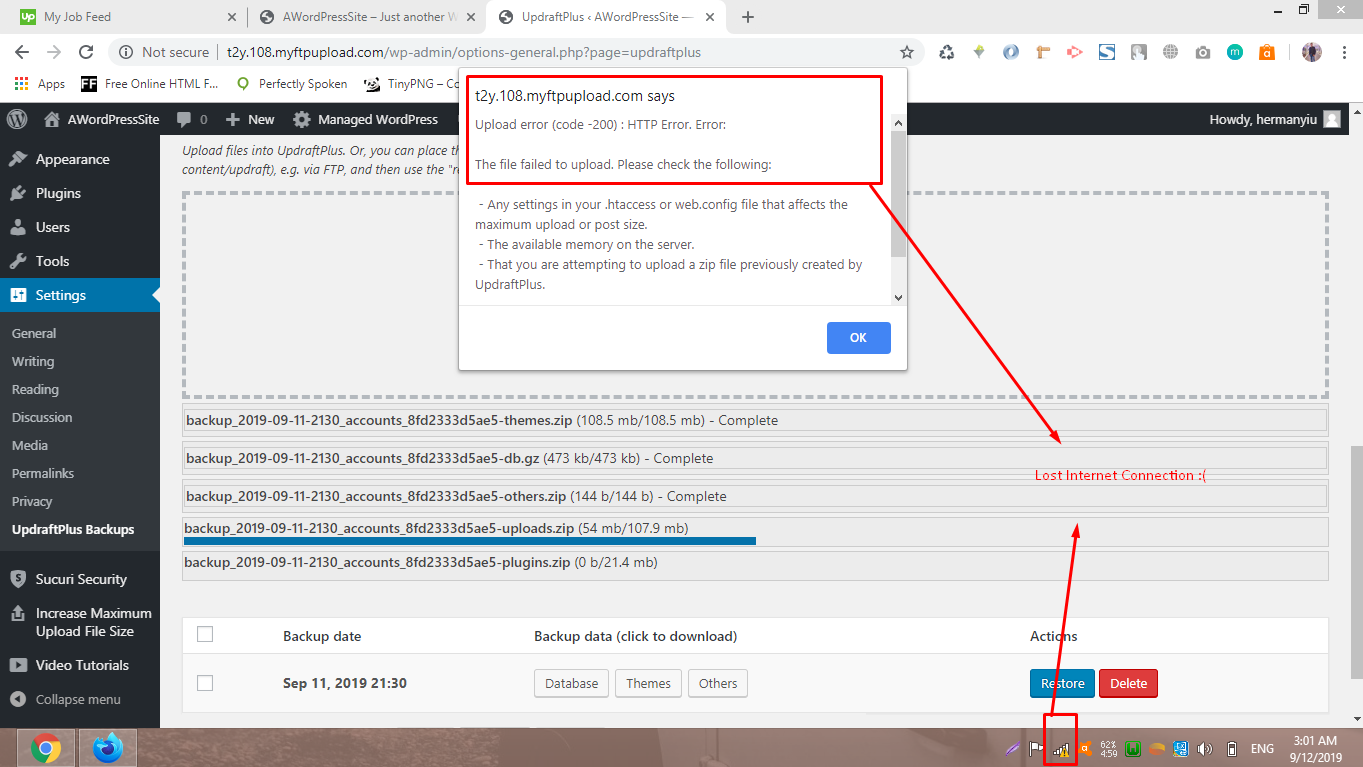 My Job Feed
AWordPressSite – Just another W
UpdraftPlus ‹ AWordPressSite —
Not secure
t2y.108.myftpupload.com/wp-admin/options-general.php?page=updraftplus
Apps
Free Online HTML F...
Perfectly Spoken
TinyPNG – Co
AWordPressSite
0
New
Managed WordPress
Howdy, hermanyiu
t2y.108.myftpupload.com says
Upload error (code -200) : HTTP Error. Error:
The file failed to upload. Please check the following:
- Any settings in your .htaccess or web.config file that affects the
maximum upload or post size.
- The available memory on the server.
- That you are attempting to upload a zip file previously created by
UpdraftPlus.
OK
Appearance
Plugins
Users
Tools
Settings
General
Writing
Reading
Discussion
Media
Permalinks
Privacy
UpdraftPlus Backups
Sucuri Security
Increase Maximum
Upload File Size
Video Tutorials
Collapse menu
Upload files into UpdraftPlus. Or, you can place th
content/updraft), e.g. via FTP, and then use the "r
backup_2019-09-11-2130_accounts_8fd2333d5ae5-themes.zip (108.5 mb/108.5 mb) - Complete
backup_2019-09-11-2130_accounts_8fd2333d5ae5-db.gz (473 kb/473 kb) - Complete
Lost Internet Connection :(
backup_2019-09-11-2130_accounts_8fd2333d5ae5-others.zip (144 b/144 b) - Complete
backup_2019-09-11-2130_accounts_8fd2333d5ae5-uploads.zip (54 mb/107.9 mb)
backup_2019-09-11-2130_accounts_8fd2333d5ae5-plugins.zip (0 b/21.4 mb)
Backup date
Backup data (click to download)
Actions
Sep 11, 2019 21:30
Database
Themes
Others
Restore
Delete
62%
4:59
ENG
3:01 AM
9/12/2019